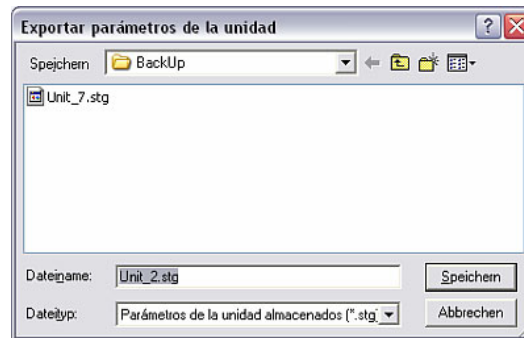 Exportar parámetros de la unidad
Speichern BackUp
Unit_7.stg
Dateiname: Unit_2.stg Speichern
Dateityp: Parámetros de la unidad almacenados (*.stg) Abbrechen